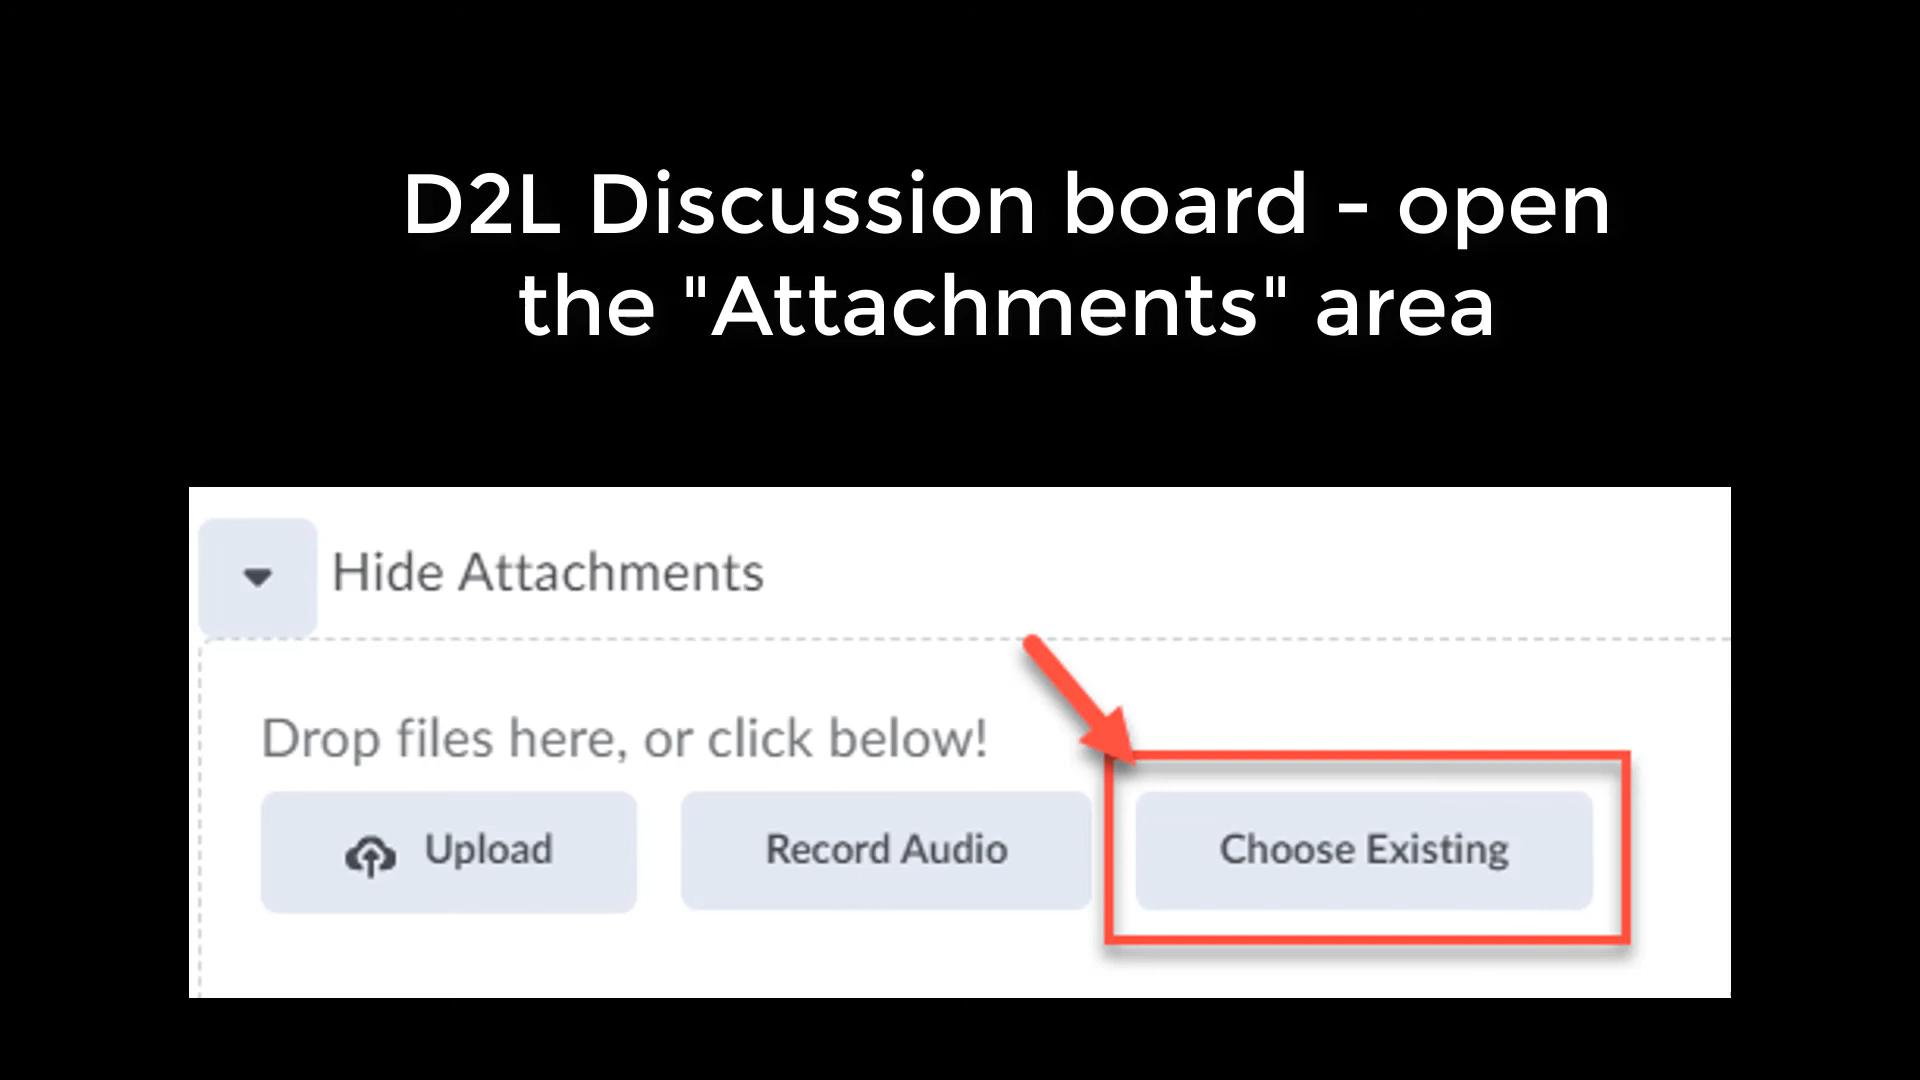 D2L Discussion board - open
the "Attachments" area
Hide Attachments
Drop files here, or click below!
Upload
Record Audio
Choose Existing